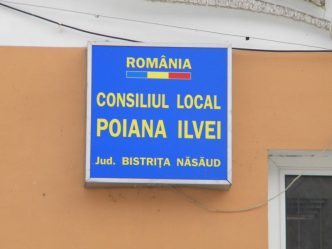 ROMÂNIA
CONSILIUL LOCAL
POIANA ILVEI
Jud. BISTRIȚA NĂSĂUD